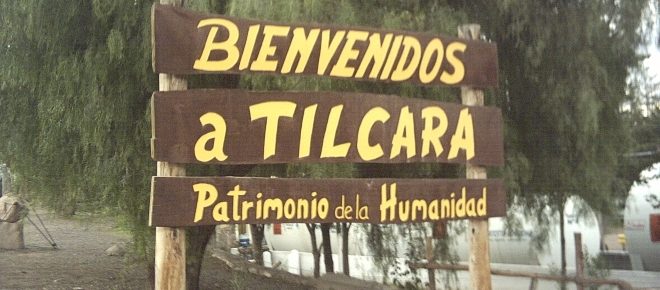 BIENVENIDOS
a TILCARA
Patrimonio de la Humanidad